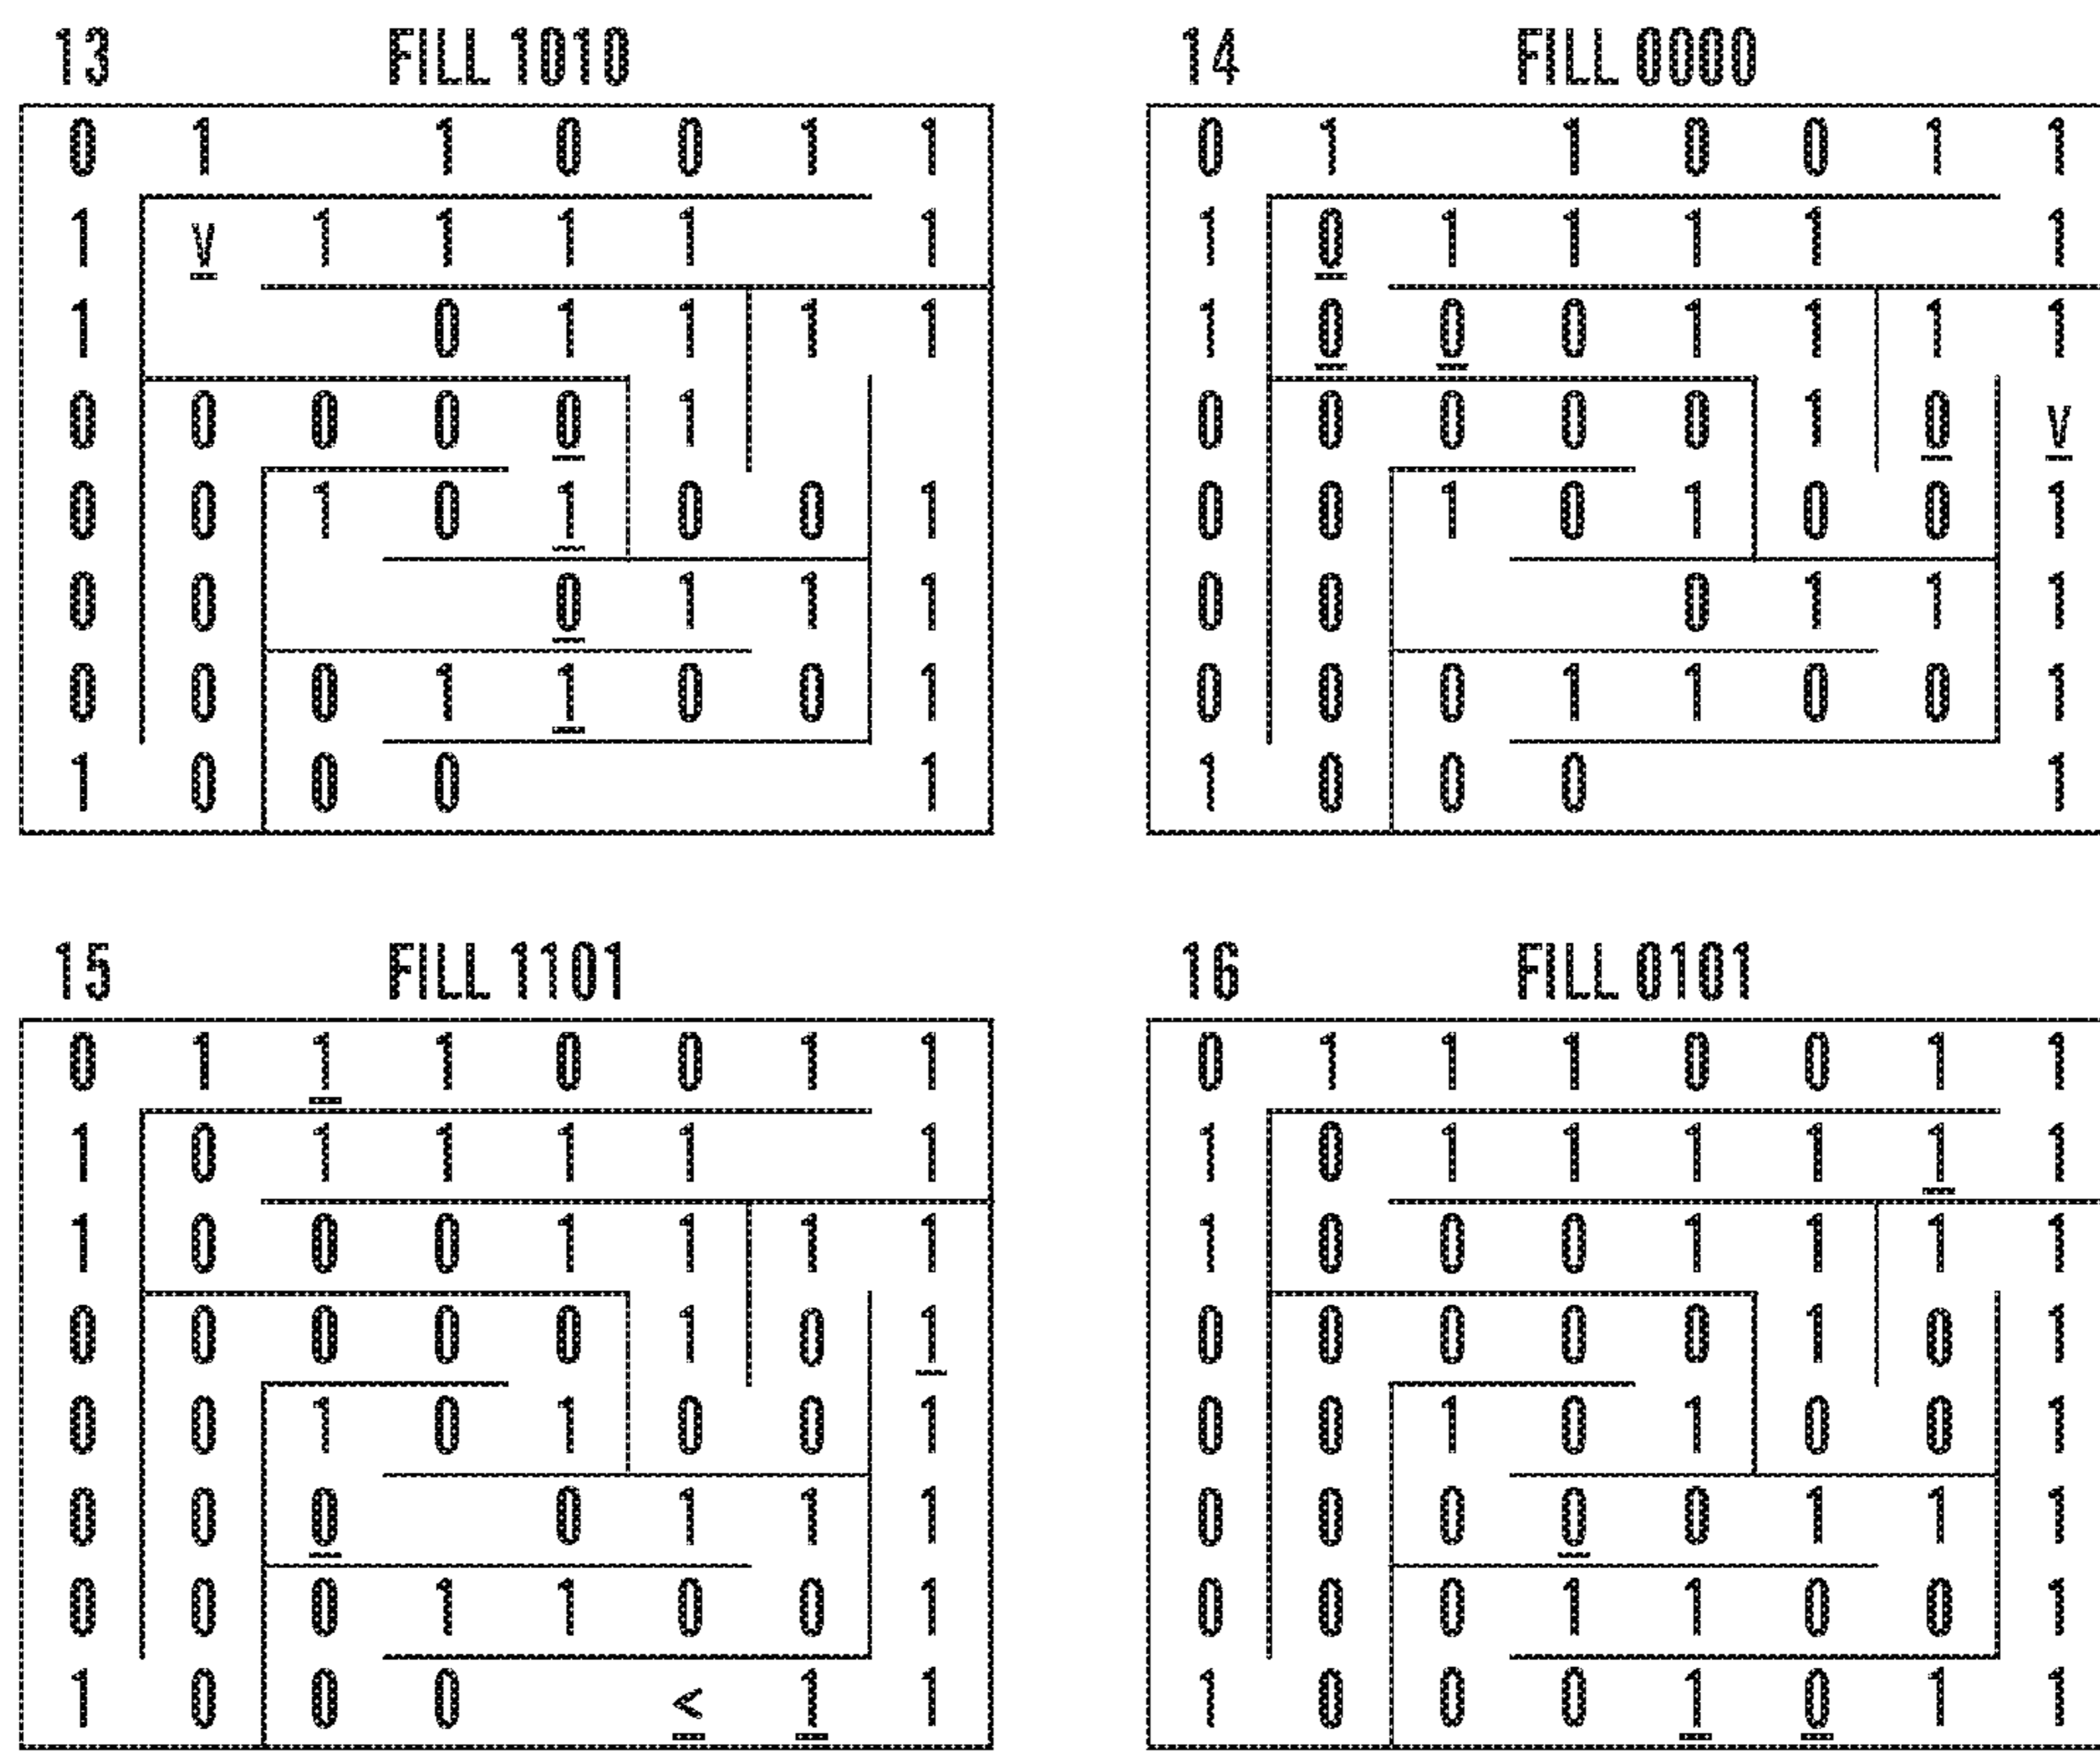 13 FILL 1010
0 1 1 0 0 1 1
1 v 1 1 1 1 1
1 0 1 1 1 1
0 0 0 0 0 1
0 0 1 0 1 0 0 1
0 0 0 1 1 1
0 0 0 1 1 0 0 1
1 0 0 0 1
14 FILL 0000
0 1 1 0 0 1 1
1 0 1 1 1 1 1
1 0 0 0 1 1 1 1
0 0 0 0 0 1 0 v
0 0 1 0 1 0 0 1
0 0 0 1 1 1
0 0 0 1 1 0 0 1
1 0 0 0 1
15 FILL 1101
0 1 1 1 0 0 1 1
1 0 1 1 1 1 1
1 0 0 0 1 1 1 1
0 0 0 0 0 1 0 1
0 0 1 0 1 0 0 1
0 0 0 0 1 1 1
0 0 0 1 1 0 0 1
1 0 0 0 < 1 1
16 FILL 0101
0 1 1 1 0 0 1 1
1 0 1 1 1 1 1 1
1 0 0 0 1 1 1 1
0 0 0 0 0 1 0 1
0 0 1 0 1 0 0 1
0 0 0 0 0 1 1 1
0 0 0 1 1 0 0 1
1 0 0 0 1 0 1 1